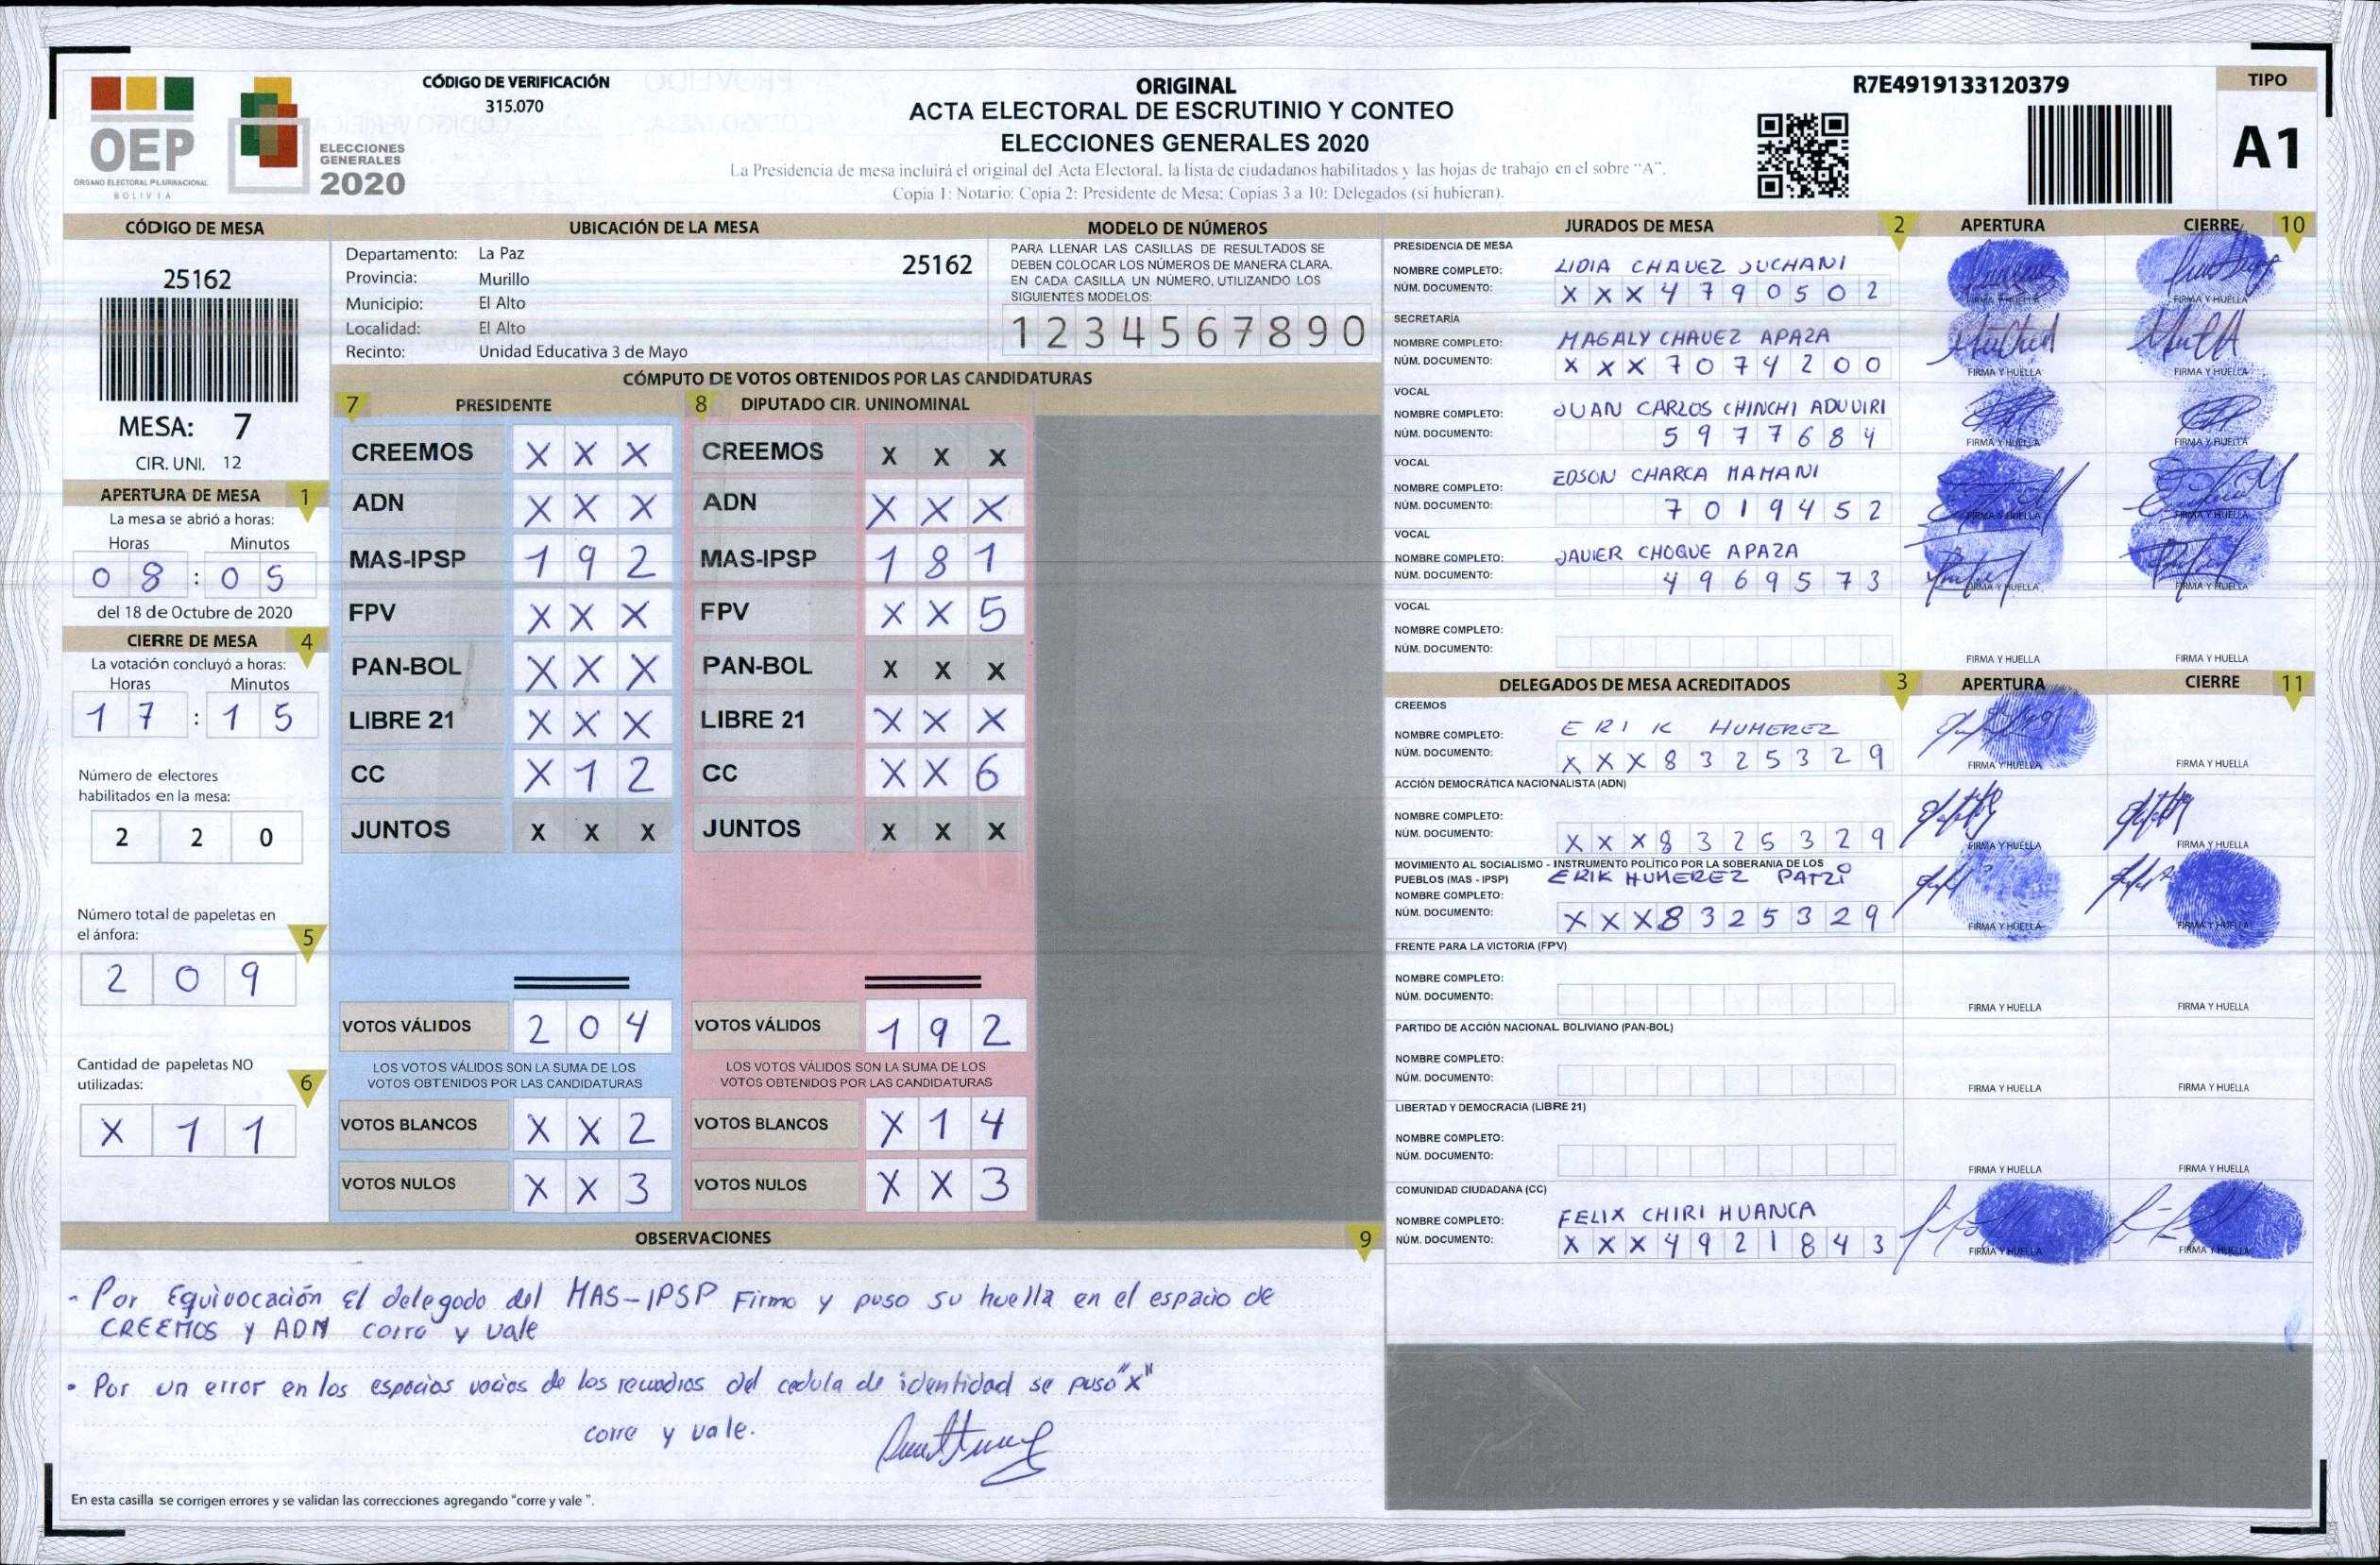 CÓDIGO DE VERIFICACIÓN
315.070
ORIGINAL
ACTA ELECTORAL DE ESCRUTINIO Y CONTEO
ELECCIONES GENERALES 2020
La Presidencia de mesa incluirá el original del Acta Electoral, la lista de ciudadanos habilitados y las hojas de trabajo en el sobre "A".
Copia 1: Notario; Copia 2: Presidente de Mesa; Copias 3 a 10: Delegados (si hubieran).
R7E4919133120379
TIPO
A1
OEP
ÓRGANO ELECTORAL PLURINACIONAL
BOLIVIA
ELECCIONES
GENERALES
2020
CÓDIGO DE MESA
25162
MESA: 7
CIR. UNI. 12
APERTURA DE MESA 1
La mesa se abrió a horas:
Horas Minutos
0 8 : 0 5
del 18 de Octubre de 2020
CIERRE DE MESA 4
La votación concluyó a horas:
Horas Minutos
1 7 : 1 5
Número de electores
habilitados en la mesa:
2 2 0
Número total de papeletas en
el ánfora: 5
2 0 9
Cantidad de papeletas NO
utilizadas: 6
X 1 1
UBICACIÓN DE LA MESA
Departamento: La Paz
Provincia: Murillo
Municipio: El Alto
Localidad: El Alto
Recinto: Unidad Educativa 3 de Mayo
25162
MODELO DE NÚMEROS
PARA LLENAR LAS CASILLAS DE RESULTADOS SE
DEBEN COLOCAR LOS NÚMEROS DE MANERA CLARA.
EN CADA CASILLA UN NÚMERO, UTILIZANDO LOS
SIGUIENTES MODELOS:
1 2 3 4 5 6 7 8 9 0
CÓMPUTO DE VOTOS OBTENIDOS POR LAS CANDIDATURAS
7 PRESIDENTE
CREEMOS X X X
ADN X X X
MAS-IPSP 1 9 2
FPV X X X
PAN-BOL X X X
LIBRE 21 X X X
CC X 1 2
JUNTOS X X X
VOTOS VÁLIDOS 2 0 4
LOS VOTOS VÁLIDOS SON LA SUMA DE LOS
VOTOS OBTENIDOS POR LAS CANDIDATURAS
VOTOS BLANCOS X X 2
VOTOS NULOS X X 3
8 DIPUTADO CIR. UNINOMINAL
CREEMOS X X X
ADN X X X
MAS-IPSP 1 8 1
FPV X X 5
PAN-BOL X X X
LIBRE 21 X X X
CC X X 6
JUNTOS X X X
VOTOS VÁLIDOS 1 9 2
LOS VOTOS VÁLIDOS SON LA SUMA DE LOS
VOTOS OBTENIDOS POR LAS CANDIDATURAS
VOTOS BLANCOS X 1 4
VOTOS NULOS X X 3
OBSERVACIONES 9
- Por Equivocación El delegado del MAS-IPSP Firmo y puso su huella en el espacio de
CREEMOS y ADN corro y vale
• Por un error en los espacios vacios de los recuadros del cedula de identidad se puso "X"
corre y vale.
En esta casilla se corrigen errores y se validan las correcciones agregando "corre y vale ".
JURADOS DE MESA 2 APERTURA CIERRE 10
PRESIDENCIA DE MESA
NOMBRE COMPLETO: LIDIA CHAVEZ JUCHANI
NÚM. DOCUMENTO: X X X 4 7 9 0 5 0 2
FIRMA Y HUELLA FIRMA Y HUELLA
SECRETARÍA
NOMBRE COMPLETO: MAGALY CHAVEZ APAZA
NÚM. DOCUMENTO: X X X 7 0 7 4 2 0 0
FIRMA Y HUELLA FIRMA Y HUELLA
VOCAL
NOMBRE COMPLETO: JUAN CARLOS CHINCHI ADUVIRI
NÚM. DOCUMENTO: 5 9 7 7 6 8 4
FIRMA Y HUELLA FIRMA Y HUELLA
VOCAL
NOMBRE COMPLETO: EDSON CHARCA MAMANI
NÚM. DOCUMENTO: 7 0 1 9 4 5 2
FIRMA Y HUELLA FIRMA Y HUELLA
VOCAL
NOMBRE COMPLETO: JAVIER CHOQUE APAZA
NÚM. DOCUMENTO: 4 9 6 9 5 7 3
FIRMA Y HUELLA FIRMA Y HUELLA
VOCAL
NOMBRE COMPLETO:
NÚM. DOCUMENTO:
FIRMA Y HUELLA FIRMA Y HUELLA
DELEGADOS DE MESA ACREDITADOS 3 APERTURA CIERRE 11
CREEMOS
NOMBRE COMPLETO: ERIK HUMEREZ
NÚM. DOCUMENTO: X X X 8 3 2 5 3 2 9
FIRMA Y HUELLA FIRMA Y HUELLA
ACCIÓN DEMOCRÁTICA NACIONALISTA (ADN)
NOMBRE COMPLETO:
NÚM. DOCUMENTO: X X X 8 3 2 5 3 2 9
FIRMA Y HUELLA FIRMA Y HUELLA
MOVIMIENTO AL SOCIALISMO - INSTRUMENTO POLÍTICO POR LA SOBERANIA DE LOS
PUEBLOS (MAS - IPSP) ERIK HUMEREZ PATZI
NOMBRE COMPLETO:
NÚM. DOCUMENTO: X X X 8 3 2 5 3 2 9
FIRMA Y HUELLA FIRMA Y HUELLA
FRENTE PARA LA VICTORIA (FPV)
NOMBRE COMPLETO:
NÚM. DOCUMENTO:
FIRMA Y HUELLA FIRMA Y HUELLA
PARTIDO DE ACCIÓN NACIONAL BOLIVIANO (PAN-BOL)
NOMBRE COMPLETO:
NÚM. DOCUMENTO:
FIRMA Y HUELLA FIRMA Y HUELLA
LIBERTAD Y DEMOCRACIA (LIBRE 21)
NOMBRE COMPLETO:
NÚM. DOCUMENTO:
FIRMA Y HUELLA FIRMA Y HUELLA
COMUNIDAD CIUDADANA (CC)
NOMBRE COMPLETO: FELIX CHIRI HUANCA
NÚM. DOCUMENTO: X X X 4 9 2 1 8 4 3
FIRMA Y HUELLA FIRMA Y HUELLA